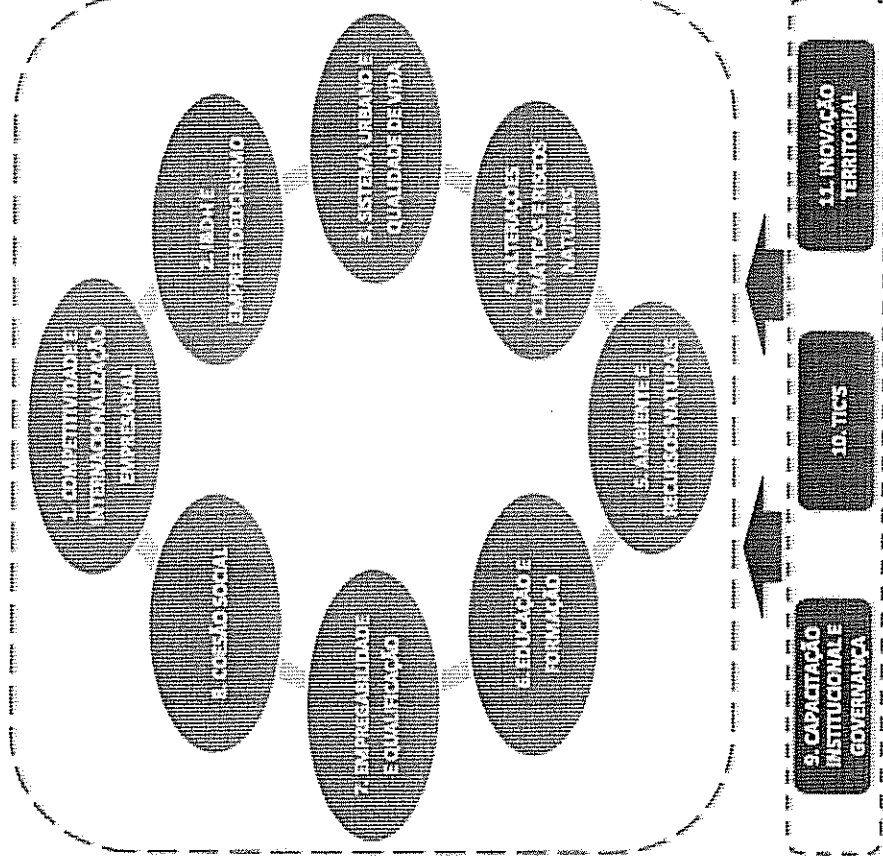 1. COMPETITIVIDADE E
INTERNACIONALIZAÇÃO
EMPRESARIAL
2. I&DH E
EMPREENDEDORISMO
3. SISTEMA URBANO E
QUALIDADE DE VIDA
4. ALTERAÇÕES
CLIMÁTICAS E RISCOS
NATURAIS
5. AMBIENTE E
RECURSOS NATURAIS
6. EDUCAÇÃO E
FORMAÇÃO
7. EMPREGABILIDADE
E QUALIFICAÇÃO
8. COESÃO SOCIAL
9. CAPACITAÇÃO
INSTITUCIONAL E
GOVERNANÇA
10. TICS
11. INOVAÇÃO
TERRITORIAL